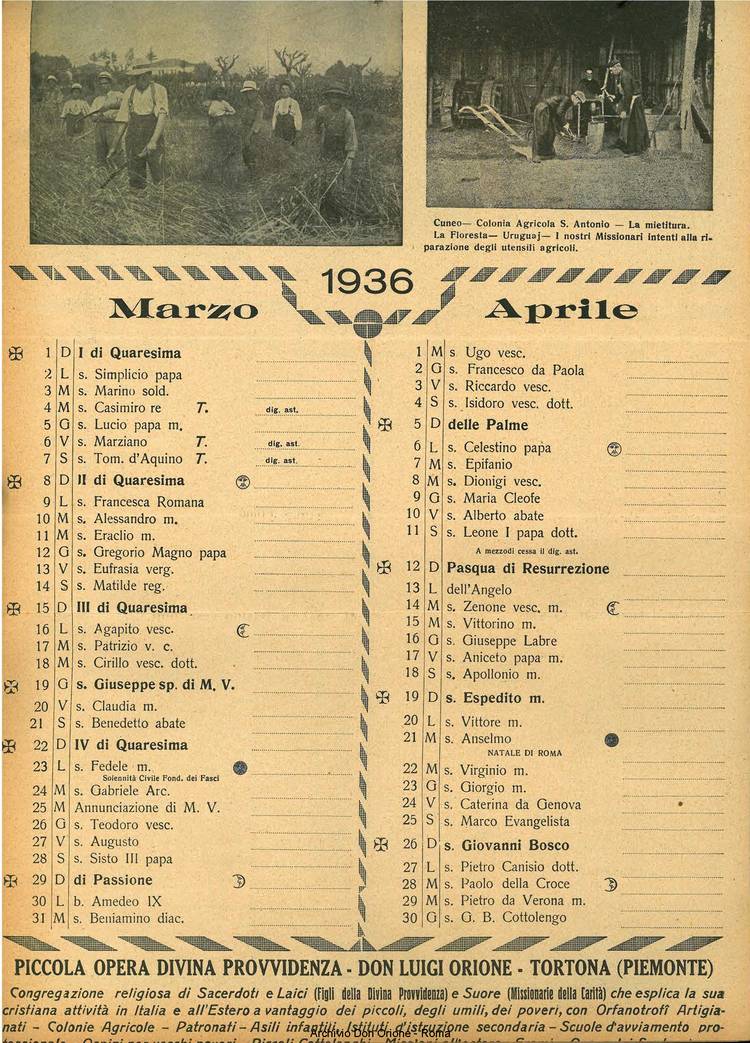 Cuneo— Colonia Agricola S. Antonio — La mietitura.
La Floresta— Uruguaj— I nostri Missionari intenti alla ri-
parazione degli utensili agricoli.
1936
Marzo
1 D I di Quaresima
2 L s. Simplicio papa
3 M s. Marino sold.
4 M s. Casimiro re T. dig. ast.
5 G s. Lucio papa m.
6 V s. Marziano T. dig. ast.
7 S s. Tom. d'Aquino T. dig. ast.
8 D II di Quaresima
9 L s. Francesca Romana
10 M s. Alessandro m.
11 M s. Eraclio m.
12 G s. Gregorio Magno papa
13 V s. Eufrasia verg.
14 S s. Matilde reg.
15 D III di Quaresima
16 L s. Agapito vesc.
17 M s. Patrizio v. c.
18 M s. Cirillo vesc. dott.
19 G s. Giuseppe sp. di M. V.
20 V s. Claudia m.
21 S s. Benedetto abate
22 D IV di Quaresima
23 L s. Fedele m.
Solennità Civile Fond. dei Fasci
24 M s. Gabriele Arc.
25 M Annunciazione di M. V.
26 G s. Teodoro vesc.
27 V s. Augusto
28 S s. Sisto III papa
29 D di Passione
30 L b. Amedeo IX
31 M s. Beniamino diac.
Aprile
1 M s. Ugo vesc.
2 G s. Francesco da Paola
3 V s. Riccardo vesc.
4 S s. Isidoro vesc. dott.
5 D delle Palme
6 L s. Celestino papa
7 M s. Epifanio
8 M s. Dionigi vesc.
9 G s. Maria Cleofe
10 V s. Alberto abate
11 S s. Leone I papa dott.
A mezzodì cessa il dig. ast.
12 D Pasqua di Resurrezione
13 L dell'Angelo
14 M s. Zenone vesc. m.
15 M s. Vittorino m.
16 G s. Giuseppe Labre
17 V s. Aniceto papa m.
18 S s. Apollonio m.
19 D s. Espedito m.
20 L s. Vittore m.
21 M s. Anselmo
NATALE DI ROMA
22 M s. Virginio m.
23 G s. Giorgio m.
24 V s. Caterina da Genova
25 S s. Marco Evangelista
26 D s. Giovanni Bosco
27 L s. Pietro Canisio dott.
28 M s. Paolo della Croce
29 M s. Pietro da Verona m.
30 G s. G. B. Cottolengo
PICCOLA OPERA DIVINA PROVVIDENZA - DON LUIGI ORIONE - TORTONA (PIEMONTE)
Congregazione religiosa di Sacerdoti e Laici (Figli della Divina Provvidenza) e Suore (Missionarie della Carità) che esplica la sua
cristiana attività in Italia e all'Estero a vantaggio dei piccoli, degli umili, dei poveri, con Orfanotrofi Artigia-
nati - Colonie Agricole - Patronati - Asili infantili, Istituti d'istruzione secondaria - Scuole d'avviamento pro-
Archivio Don Orione - Roma